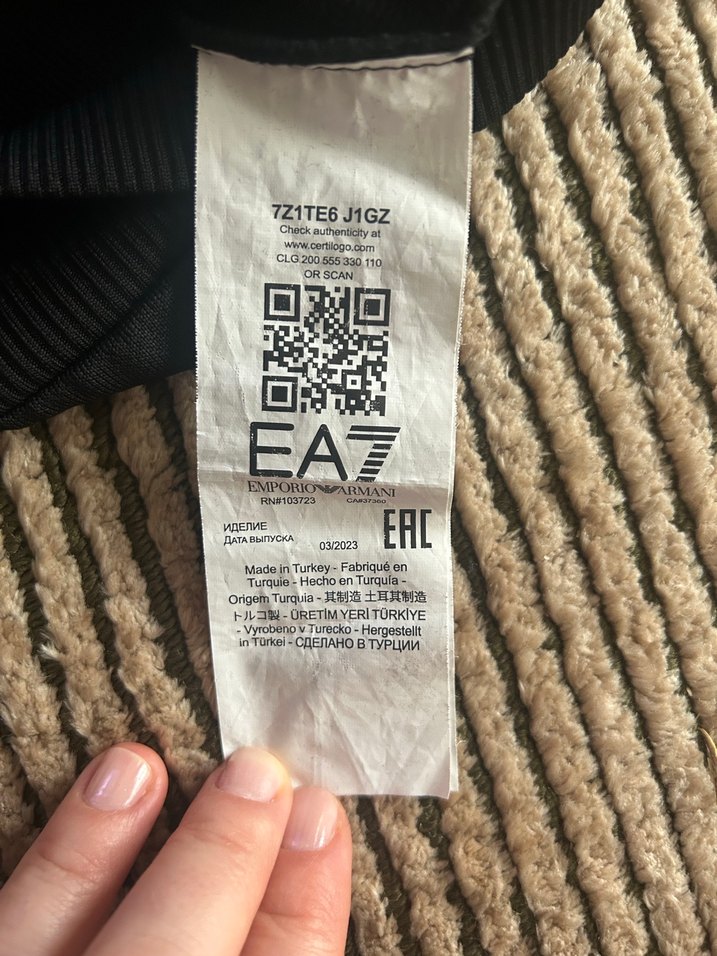 7Z1TE6 J1GZ
Check authenticity at
www.certilogo.com
CLG 200 555 330 110
OR SCAN
EA7
EMPORIO ARMANI
RN#103723 CA#37360
ИДЕЛИЕ
ДАТА ВЫПУСКА 03/2023
EAC
Made in Turkey - Fabriqué en
Turquie - Hecho en Turquía -
Origem Turquia - 其制造 土耳其制造
トルコ製 - ÜRETİM YERİ TÜRKİYE
- Vyrobeno v Turecko - Hergestellt
in Türkei - СДЕЛАНО В ТУРЦИИ